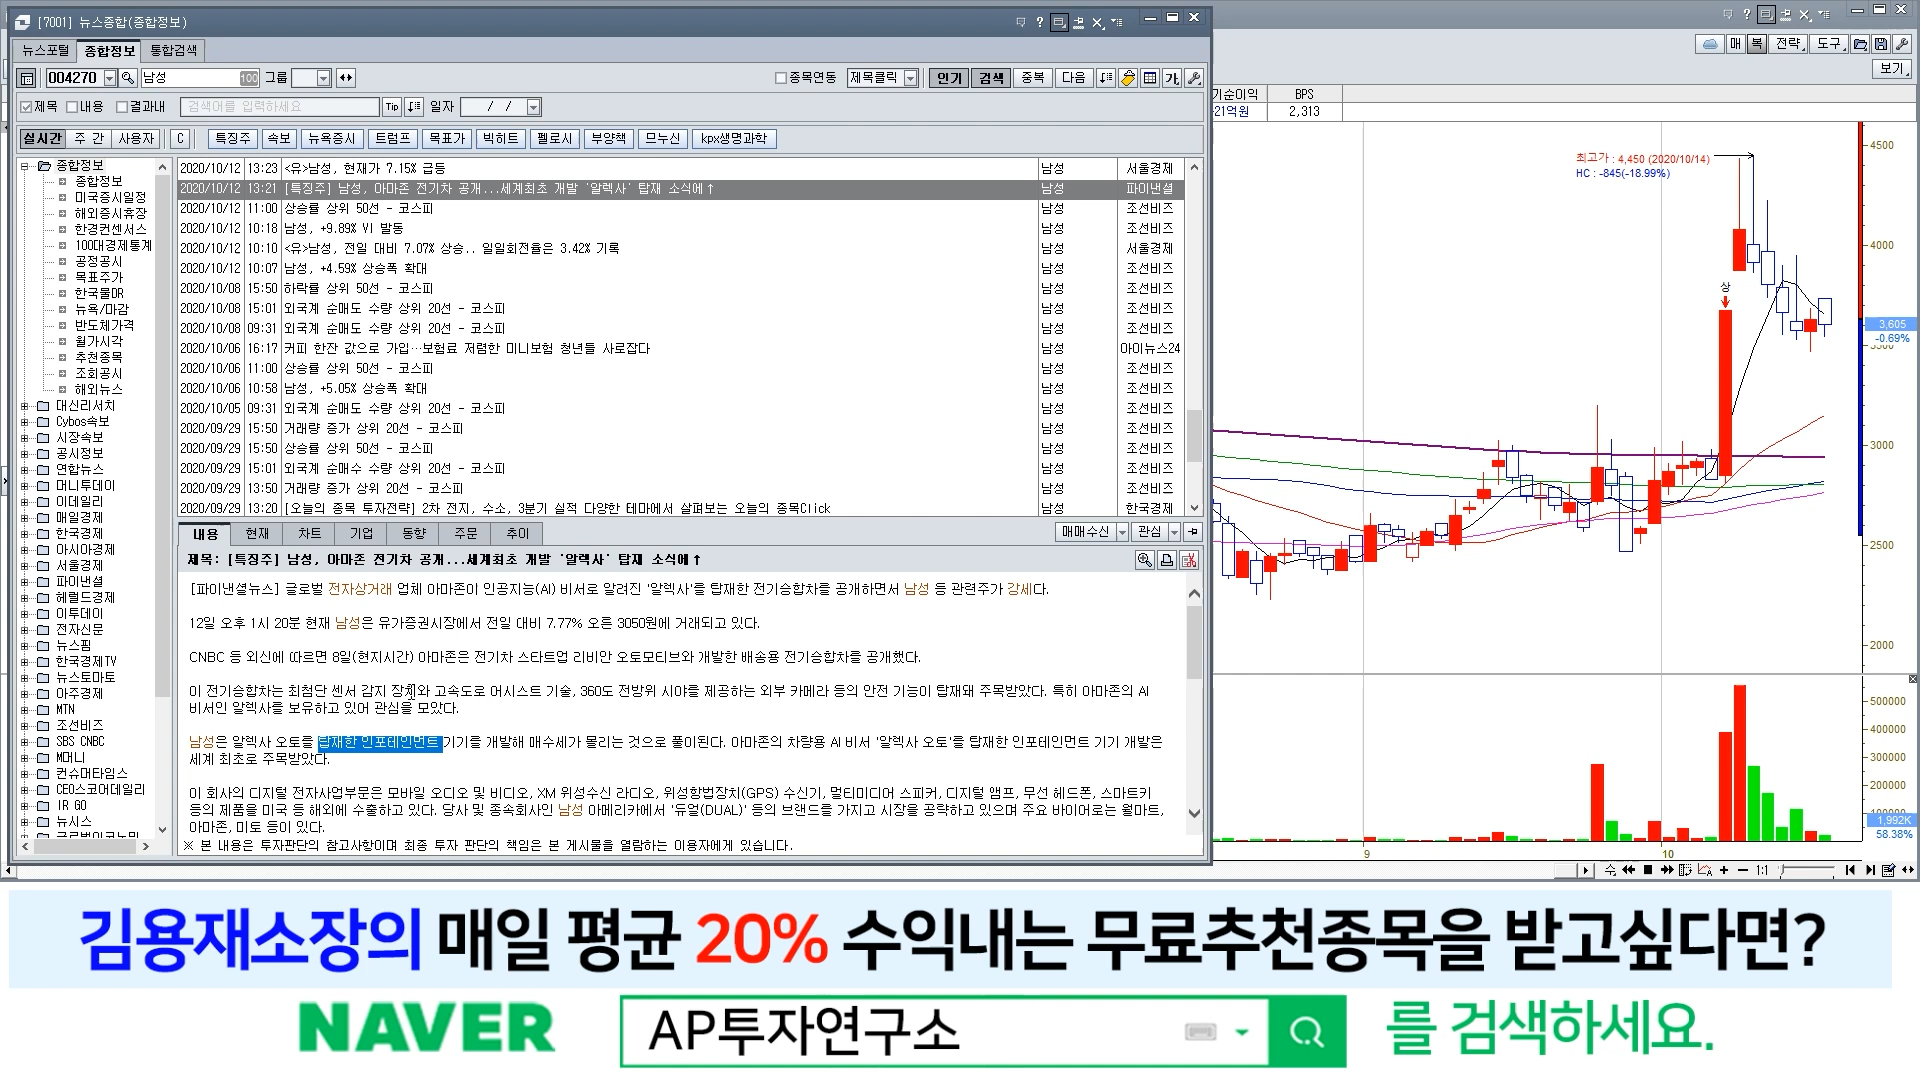 [7001] 뉴스종합(종합정보)
뉴스포털 종합정보 통합검색
004270 남성 100 그룹 종목연동 제목클릭 인기 검색 중복 다음 가
제목 내용 결과내 검색어를 입력하세요 Tip 일자 / /
실시간 주 간 사용자 C 특징주 속보 뉴욕증시 트럼프 목표가 빅히트 펠로시 부양책 모누신 kpx생명과학
종합정보
종합정보
미국증시일정
해외증시휴장
한경컨센서스
100대경제통계
공정공시
목표주가
한국물DR
뉴욕/마감
반도체가격
월가시각
추천종목
조회공시
해외뉴스
대신리서치
Cybos속보
시장속보
공시정보
연합뉴스
머니투데이
이데일리
매일경제
한국경제
아시아경제
서울경제
파이낸셜
헤럴드경제
이투데이
전자신문
뉴스핌
한국경제TV
뉴스토마토
아주경제
MTN
조선비즈
SBS CNBC
M머니
컨슈머타임스
CEO스코어데일리
IR GO
뉴시스
글로벌이코노믹
2020/10/12 13:23 <유>남성, 현재가 7.15% 급등 남성 서울경제
2020/10/12 13:21 [특징주] 남성, 아마존 전기차 공개...세계최초 개발 '알렉사' 탑재 소식에↑ 남성 파이낸셜
2020/10/12 11:00 상승률 상위 50선 - 코스피 남성 조선비즈
2020/10/12 10:18 남성, +9.89% VI 발동 남성 조선비즈
2020/10/12 10:10 <유>남성, 전일 대비 7.07% 상승.. 일일회전율은 3.42% 기록 남성 서울경제
2020/10/12 10:07 남성, +4.59% 상승폭 확대 남성 조선비즈
2020/10/08 15:50 하락률 상위 50선 - 코스피 남성 조선비즈
2020/10/08 15:01 외국계 순매도 수량 상위 20선 - 코스피 남성 조선비즈
2020/10/08 09:31 외국계 순매도 수량 상위 20선 - 코스피 남성 조선비즈
2020/10/06 16:17 커피 한잔 값으로 가입…보험료 저렴한 미니보험 청년들 사로잡다 남성 아이뉴스24
2020/10/06 11:00 상승률 상위 50선 - 코스피 남성 조선비즈
2020/10/06 10:58 남성, +5.05% 상승폭 확대 남성 조선비즈
2020/10/05 09:31 외국계 순매도 수량 상위 20선 - 코스피 남성 조선비즈
2020/09/29 15:50 거래량 증가 상위 20선 - 코스피 남성 조선비즈
2020/09/29 15:50 상승률 상위 50선 - 코스피 남성 조선비즈
2020/09/29 15:01 외국계 순매수 수량 상위 20선 - 코스피 남성 조선비즈
2020/09/29 13:50 거래량 증가 상위 20선 - 코스피 남성 조선비즈
2020/09/29 13:20 [오늘의 종목 투자전략] 2차 전지, 수소, 3분기 실적 다양한 테마에서 살펴보는 오늘의 종목Click 남성 한국경제
내용 현재 차트 기업 동향 주문 추이 매매수신 관심
제목: [특징주] 남성, 아마존 전기차 공개...세계최초 개발 '알렉사' 탑재 소식에↑
[파이낸셜뉴스] 글로벌 전자상거래 업체 아마존이 인공지능(AI) 비서로 알려진 '알렉사'를 탑재한 전기승합차를 공개하면서 남성 등 관련주가 강세다.
12일 오후 1시 20분 현재 남성은 유가증권시장에서 전일 대비 7.77% 오른 3050원에 거래되고 있다.
CNBC 등 외신에 따르면 8일(현지시간) 아마존은 전기차 스타트업 리비안 오토모티브와 개발한 배송용 전기승합차를 공개했다.
이 전기승합차는 최첨단 센서 감지 장치와 고속도로 어시스트 기술, 360도 전방위 시야를 제공하는 외부 카메라 등의 안전 기능이 탑재돼 주목받았다. 특히 아마존의 AI
비서인 알렉사를 보유하고 있어 관심을 모았다.
남성은 알렉사 오토를 탑재한 인포테인먼트 기기를 개발해 매수세가 몰리는 것으로 풀이된다. 아마존의 차량용 AI 비서 '알렉사 오토'를 탑재한 인포테인먼트 기기 개발은
세계 최초로 주목받았다.
이 회사의 디지털 전자사업부문은 모바일 오디오 및 비디오, XM 위성수신 라디오, 위성항법장치(GPS) 수신기, 멀티미디어 스피커, 디지털 앰프, 무선 헤드폰, 스마트키
등의 제품을 미국 등 해외에 수출하고 있다. 당사 및 종속회사인 남성 아메리카에서 '듀얼(DUAL)' 등의 브랜드를 가지고 시장을 공략하고 있으며 주요 바이어로는 월마트,
아마존, 미토 등이 있다.
※ 본 내용은 투자판단의 참고사항이며 최종 투자 판단의 책임은 본 게시물을 열람하는 이용자에게 있습니다.
매 복 전략 도구
보기
기순이익 BPS
21억원 2,313
최고가 : 4,450 (2020/10/14)
HC : -845(-18.99%)
상
4500
4000
3,605
-0.69%
3500
3000
2500
2000
500000
400000
300000
200000
100000
1,992K
58.38%
9 10
수 1:1
김용재소장의 매일 평균 20% 수익내는 무료추천종목을 받고싶다면?
NAVER AP투자연구소 를 검색하세요.